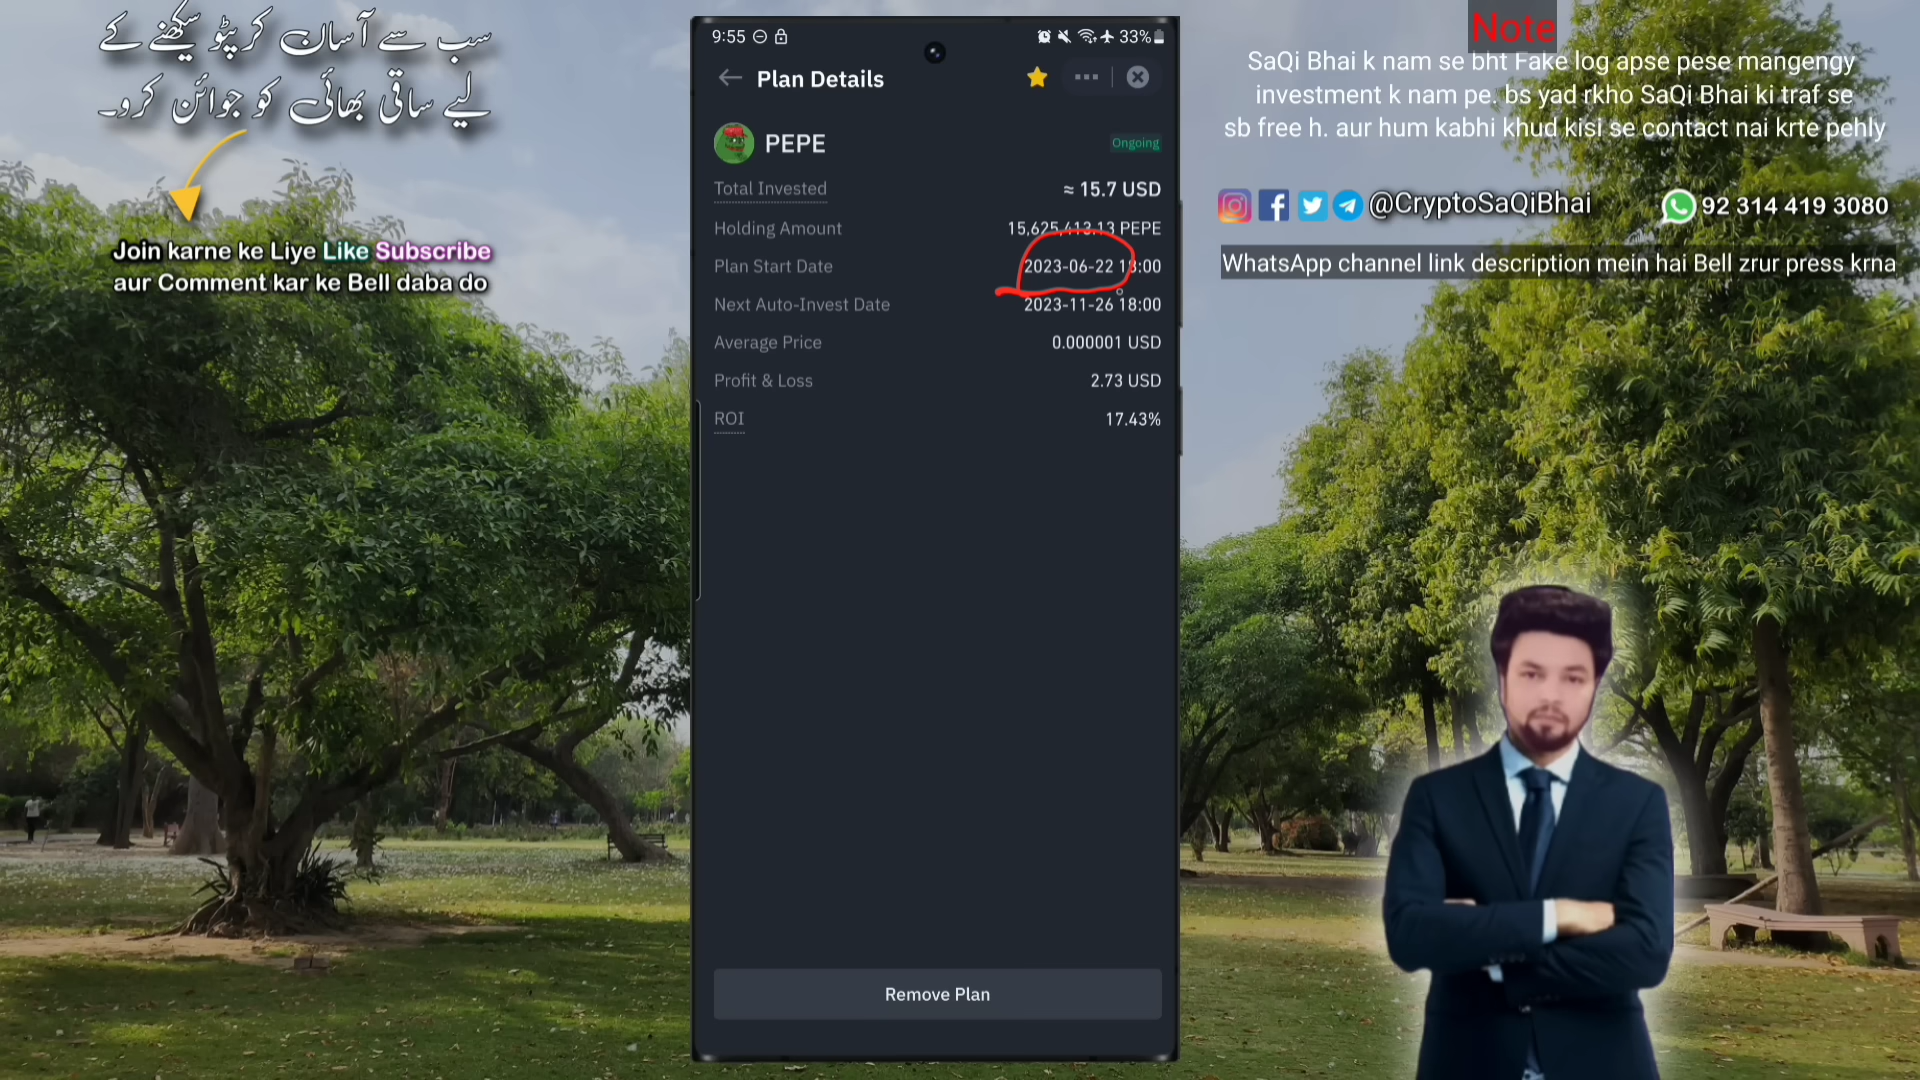 سب سے آسان کرپٹو سیکھنے کے
لیے ساقی بھائی کو جوائن کرو۔
Join karne ke Liye Like Subscribe
aur Comment kar ke Bell daba do
9:55
33%
Plan Details
PEPE
Ongoing
Total Invested ≈ 15.7 USD
Holding Amount 15,625,413.13 PEPE
Plan Start Date 2023-06-22 18:00
Next Auto-Invest Date 2023-11-26 18:00
Average Price 0.000001 USD
Profit & Loss 2.73 USD
ROI 17.43%
Remove Plan
Note
SaQi Bhai k nam se bht Fake log apse pese mangengy
investment k nam pe. bs yad rkho SaQi Bhai ki traf se
sb free h. aur hum kabhi khud kisi se contact nai krte pehly
@CryptoSaQiBhai 92 314 419 3080
WhatsApp channel link description mein hai Bell zrur press krna